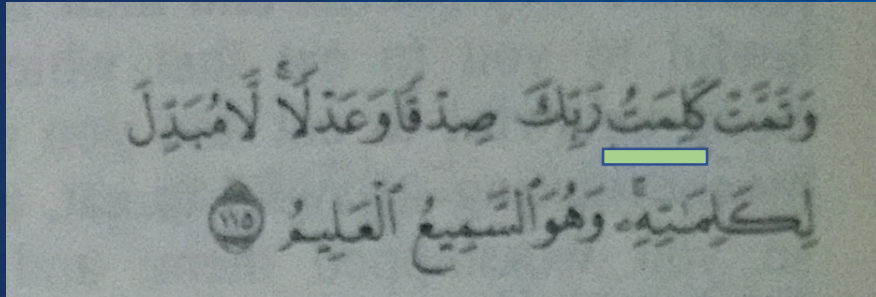 وَتَمَّتْ كَلِمَتُ رَبِّكَ صِدْقًا وَعَدْلًا ۚ لَّا مُبَدِّلَ
لِكَلِمَٰتِهِۦ ۚ وَهُوَ ٱلسَّمِيعُ ٱلْعَلِيمُ ١١٥